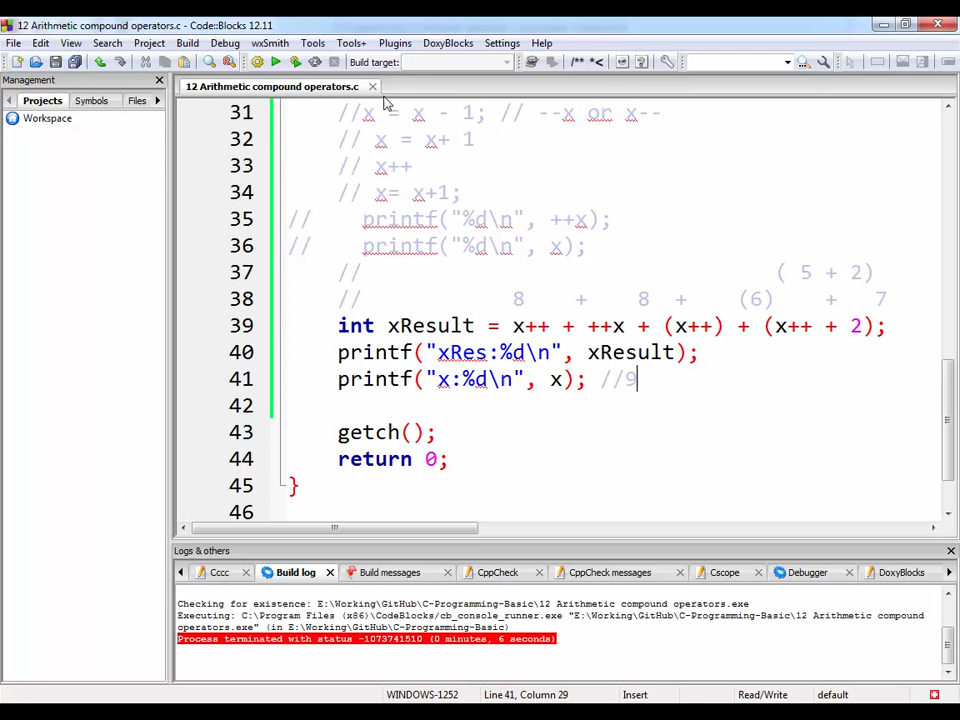 12 Arithmetic compound operators.c - Code::Blocks 12.11
File Edit View Search Project Build Debug wxSmith Tools Tools+ Plugins DoxyBlocks Settings Help
Build target:
/** *<
Management
12 Arithmetic compound operators.c
Projects Symbols Files
Workspace
31 //x = x - 1; // --x or x--
32 // x = x+ 1
33 // x++
34 // x= x+1;
35 // printf("%d\n", ++x);
36 // printf("%d\n", x);
37 // ( 5 + 2)
38 // 8 + 8 + (6) + 7
39 int xResult = x++ + ++x + (x++) + (x++ + 2);
40 printf("xRes:%d\n", xResult);
41 printf("x:%d\n", x); //9
42
43 getch();
44 return 0;
45 }
46
Logs & others
Cccc Build log Build messages CppCheck CppCheck messages Cscope Debugger DoxyBlocks
Checking for existence: E:\Working\GitHub\C-Programming-Basic\12 Arithmetic compound operators.exe
Executing: C:\Program Files (x86)\CodeBlocks/cb_console_runner.exe "E:\Working\GitHub\C-Programming-Basic\12 Arithmetic compound
operators.exe" (in E:\Working\GitHub\C-Programming-Basic)
Process terminated with status -1073741510 (0 minutes, 6 seconds)
WINDOWS-1252 Line 41, Column 29 Insert Read/Write default